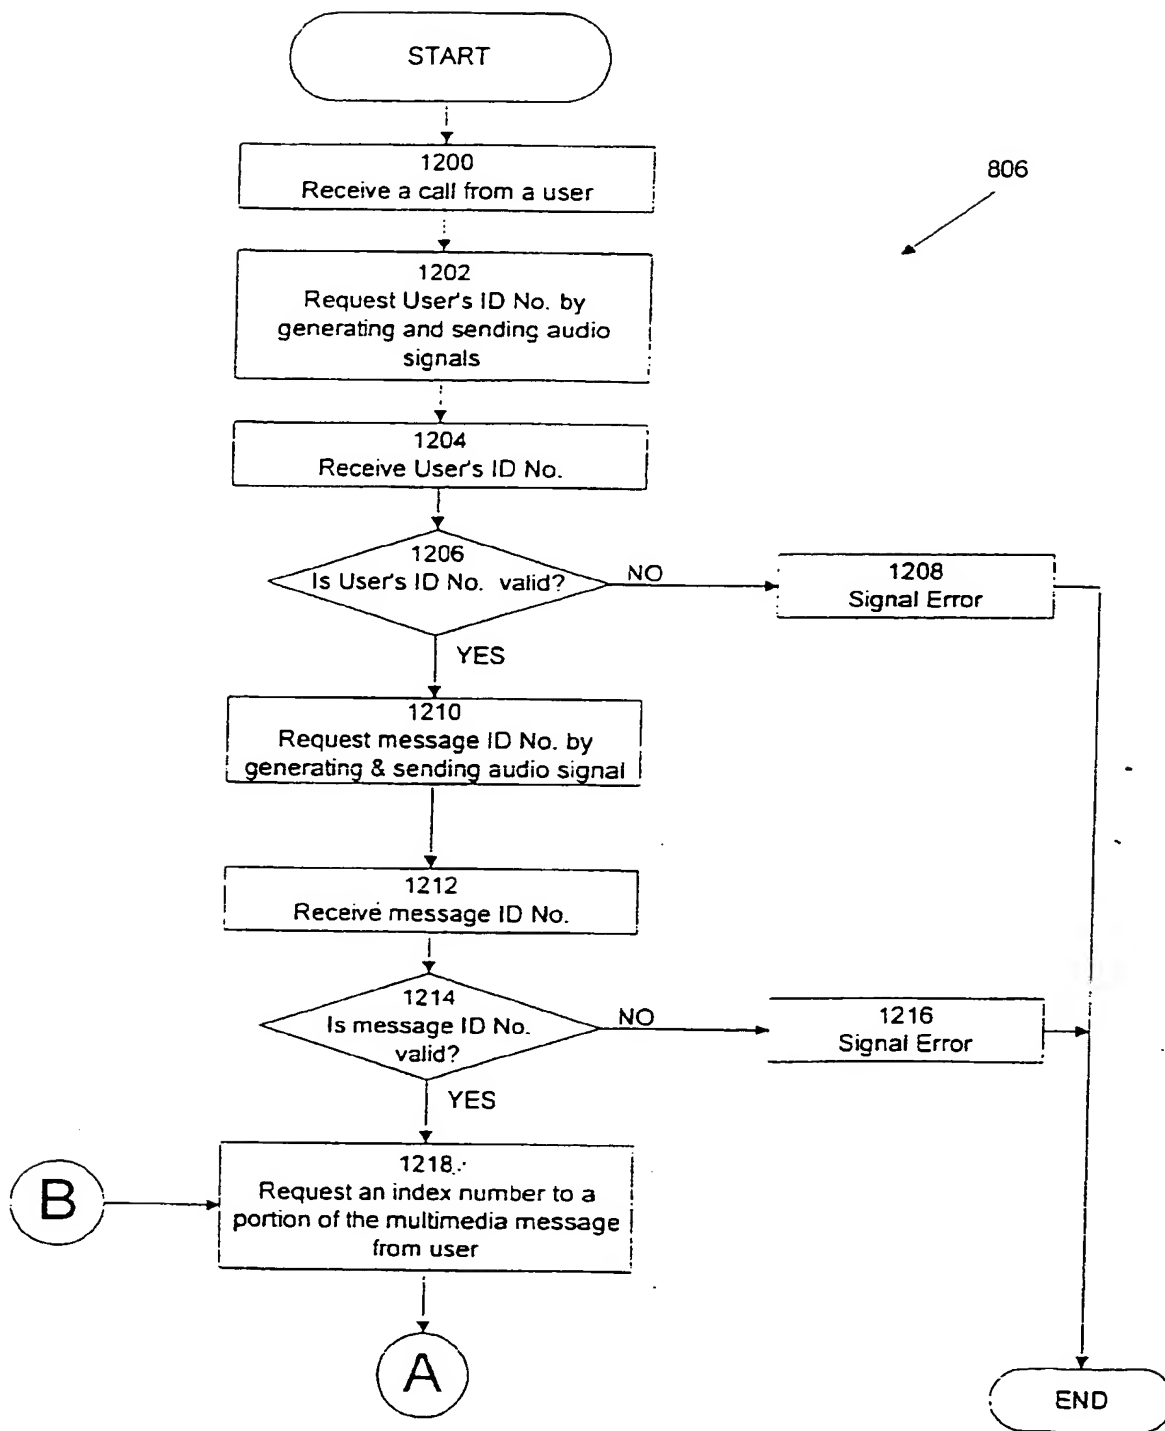 START
1200
Receive a call from a user
806
1202
Request User's ID No. by
generating and sending audio
signals
1204
Receive User's ID No.
1206
Is User's ID No. valid?
NO
1208
Signal Error
YES
1210
Request message ID No. by
generating & sending audio signal
1212
Receive message ID No.
1214
Is message ID No.
valid?
NO
1216
Signal Error
YES
B
1218
Request an index number to a
portion of the multimedia message
from user
A
END